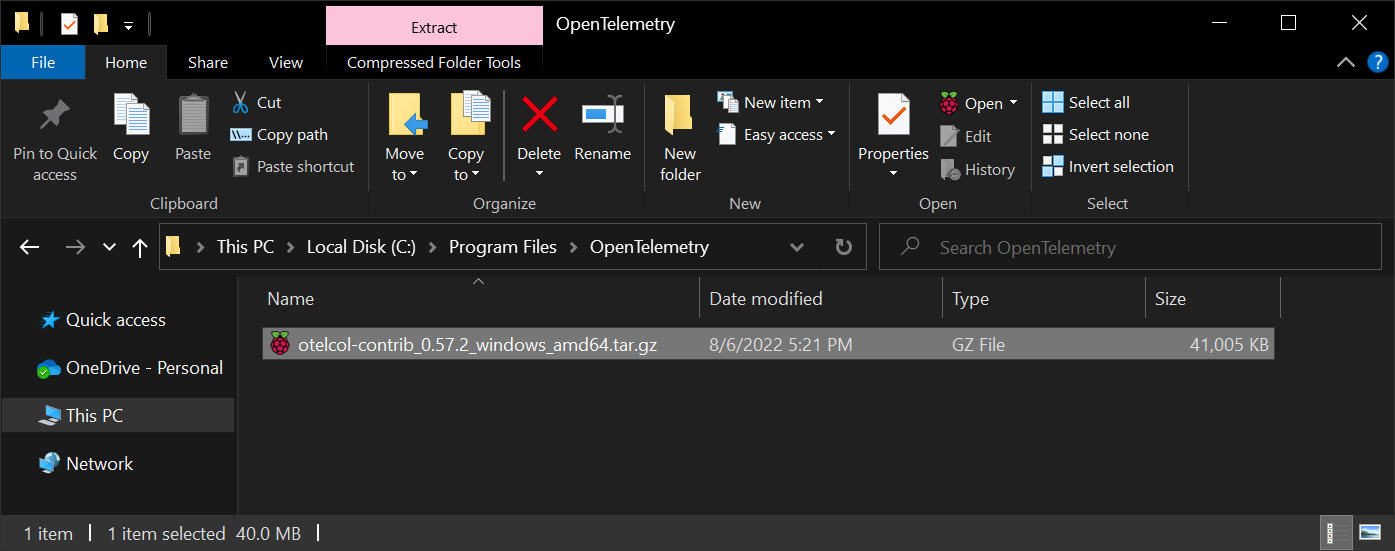 Extract
OpenTelemetry
File
Home
Share
View
Compressed Folder Tools
?
Pin to Quick
access
Copy
Paste
Cut
Copy path
Paste shortcut
Clipboard
Move
to
Copy
to
Delete
Rename
Organize
New
folder
New item
Easy access
New
Properties
Open
Edit
History
Open
Select all
Select none
Invert selection
Select
This PC
Local Disk (C:)
Program Files
OpenTelemetry
Search OpenTelemetry
Quick access
OneDrive - Personal
This PC
Network
Name Date modified Type Size
otelcol-contrib_0.57.2_windows_amd64.tar.gz 8/6/2022 5:21 PM GZ File 41,005 KB
1 item 1 item selected 40.0 MB